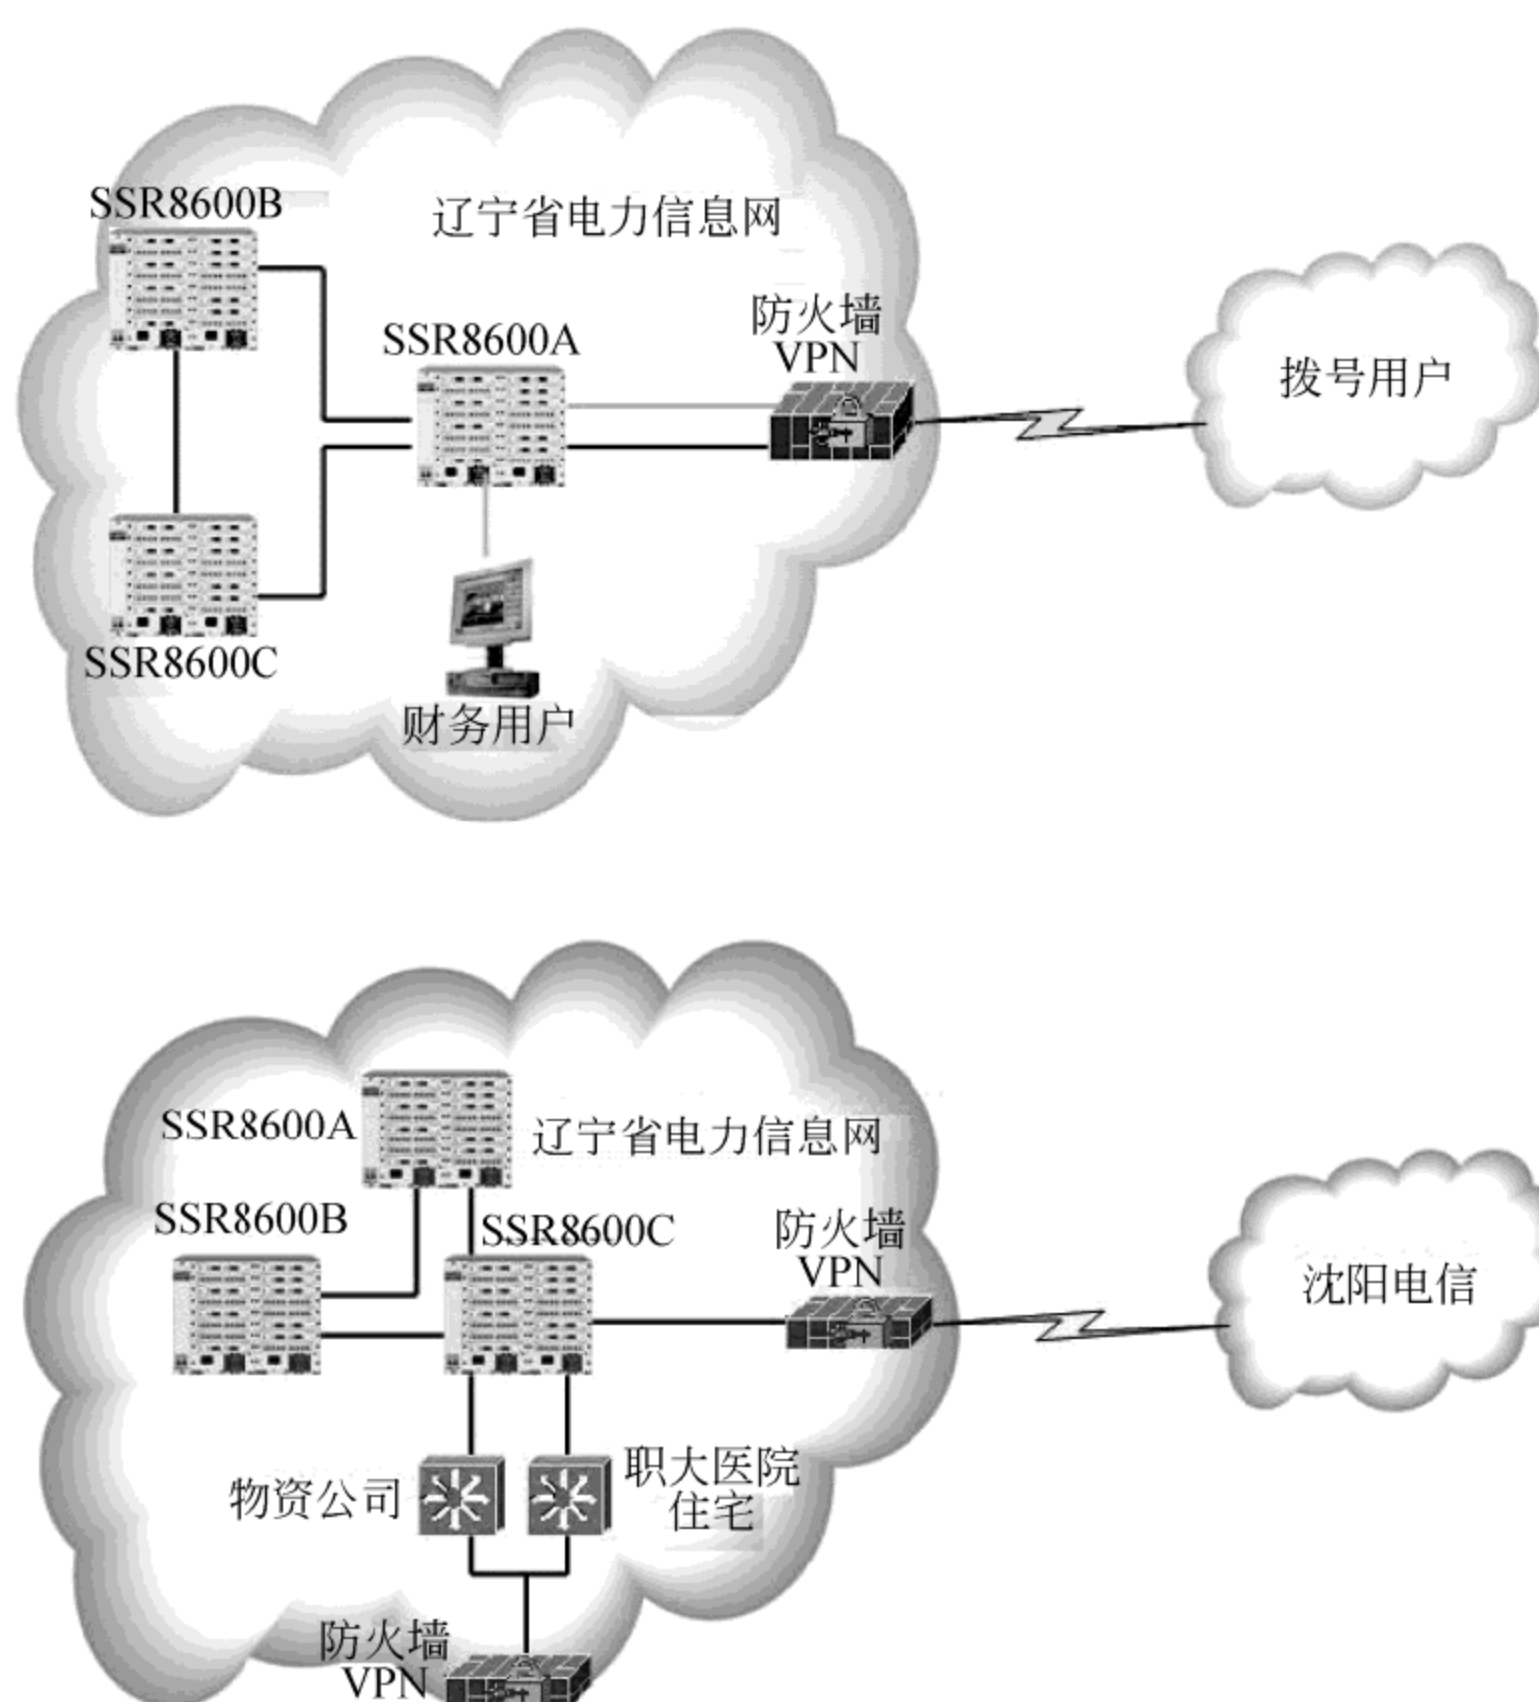 SSR8600B
辽宁省电力信息网
防火墙
VPN
SSR8600A
拨号用户
SSR8600C
财务用户
SSR8600A
辽宁省电力信息网
SSR8600B
SSR8600C
防火墙
VPN
沈阳电信
物资公司
职大医院
住宅
防火墙
VPN